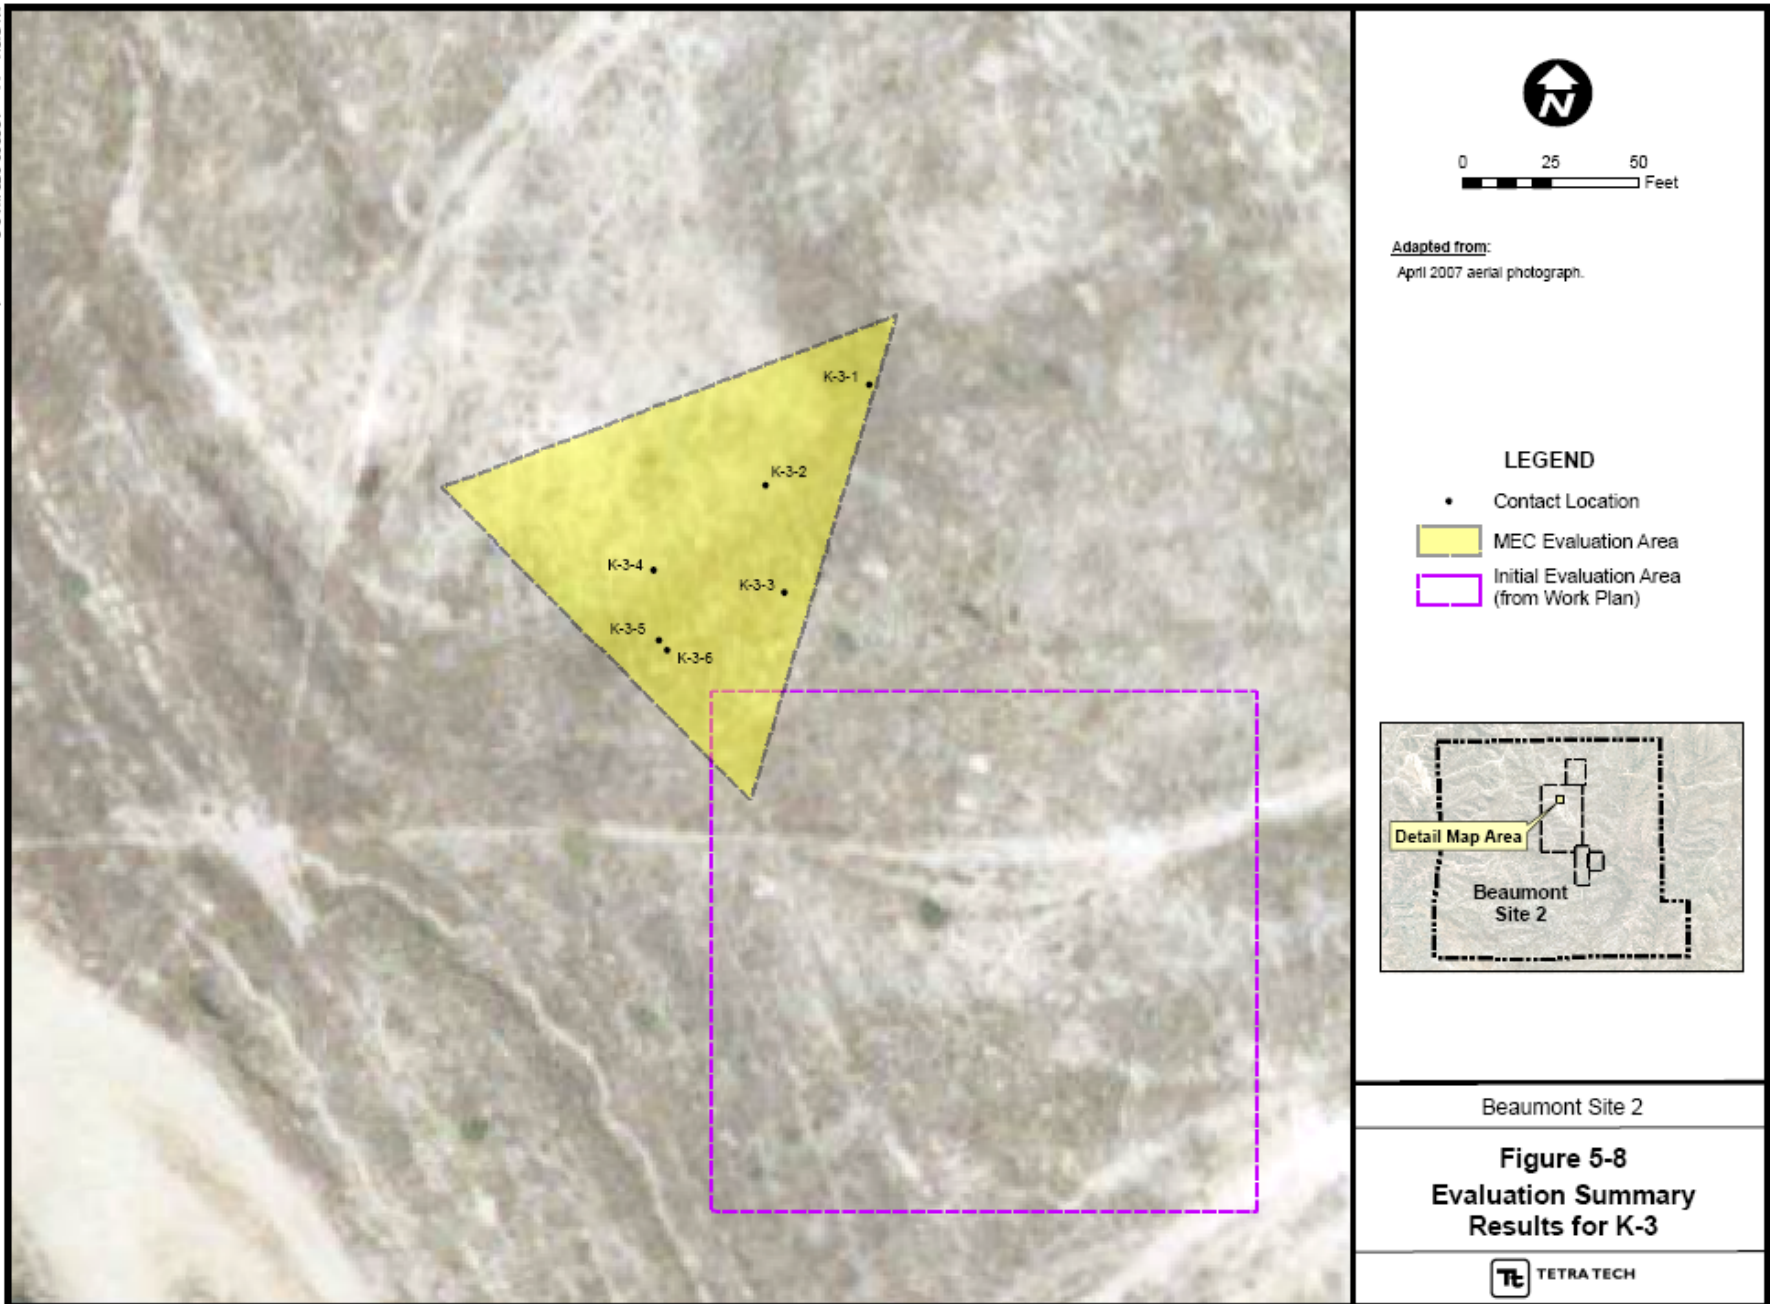 N
0 25 50
Feet
Adapted from:
April 2007 aerial photograph.
K-3-1
K-3-2
K-3-4
K-3-3
K-3-5
K-3-6
LEGEND
Contact Location
MEC Evaluation Area
Initial Evaluation Area
(from Work Plan)
Detail Map Area
Beaumont
Site 2
Beaumont Site 2
Figure 5-8
Evaluation Summary
Results for K-3
Tt TETRA TECH